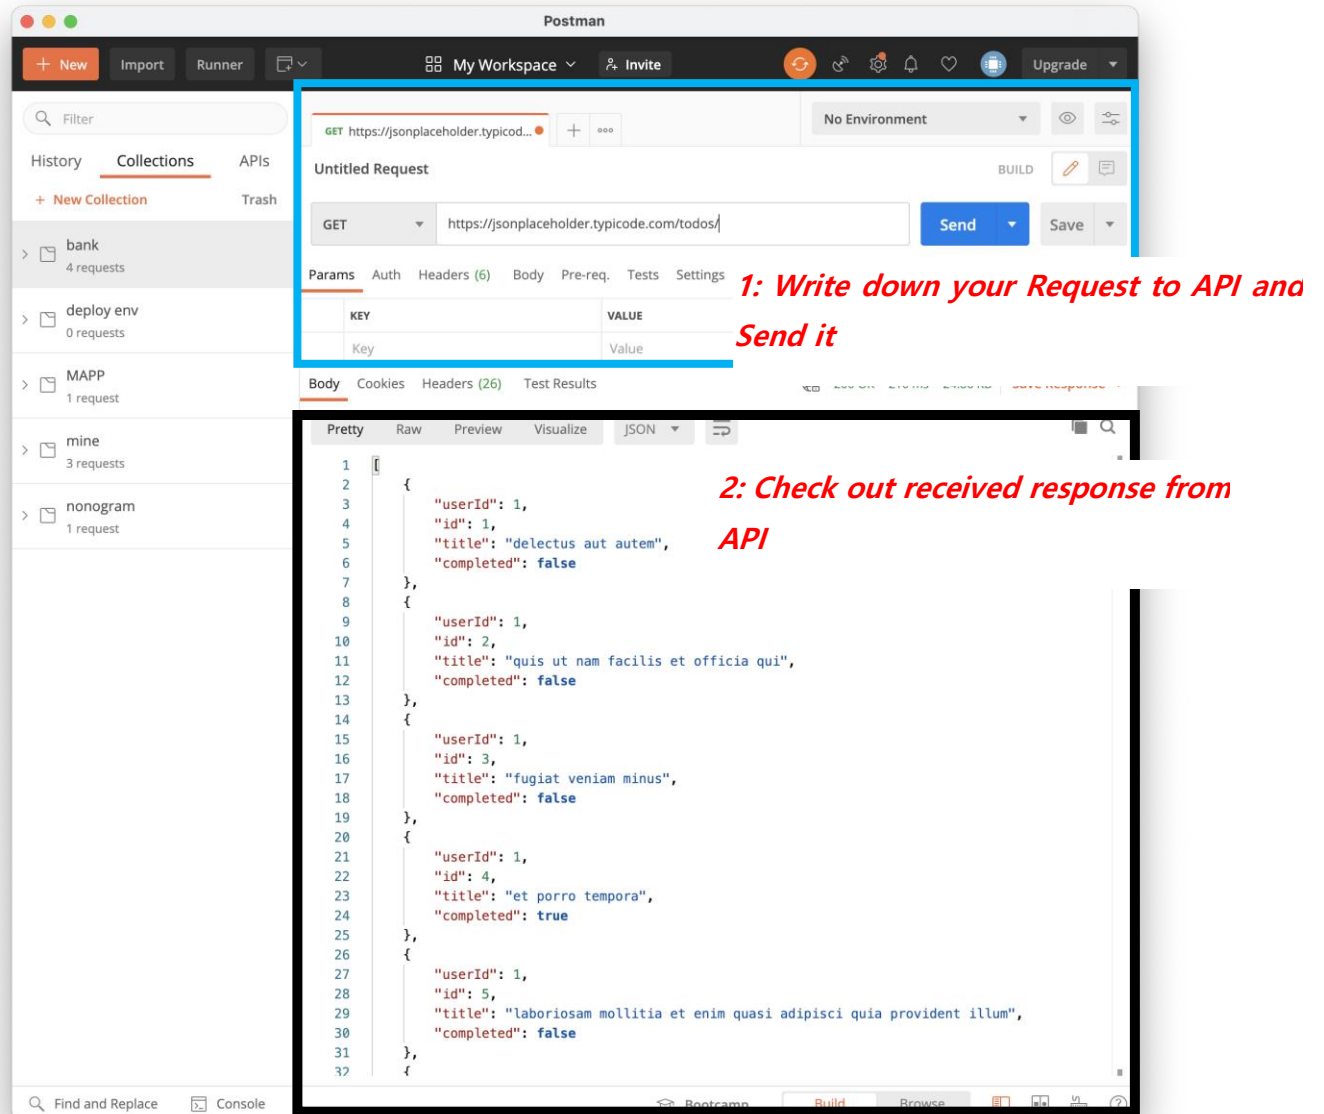 Postman
+ New Import Runner My Workspace Invite Upgrade
Filter
History Collections APIs
+ New Collection Trash
bank
4 requests
deploy env
0 requests
MAPP
1 request
mine
3 requests
nonogram
1 request
GET https://jsonplaceholder.typicod... + ooo No Environment
Untitled Request BUILD
GET https://jsonplaceholder.typicode.com/todos/ Send Save
Params Auth Headers (6) Body Pre-req. Tests Settings
KEY VALUE
Key Value
1: Write down your Request to API and
Send it
Body Cookies Headers (26) Test Results
Pretty Raw Preview Visualize JSON
2: Check out received response from
API
1 [
2 {
3 "userId": 1,
4 "id": 1,
5 "title": "delectus aut autem",
6 "completed": false
7 },
8 {
9 "userId": 1,
10 "id": 2,
11 "title": "quis ut nam facilis et officia qui",
12 "completed": false
13 },
14 {
15 "userId": 1,
16 "id": 3,
17 "title": "fugiat veniam minus",
18 "completed": false
19 },
20 {
21 "userId": 1,
22 "id": 4,
23 "title": "et porro tempora",
24 "completed": true
25 },
26 {
27 "userId": 1,
28 "id": 5,
29 "title": "laboriosam mollitia et enim quasi adipisci quia provident illum",
30 "completed": false
31 },
32 {
Find and Replace Console Bootcamp Build Browse